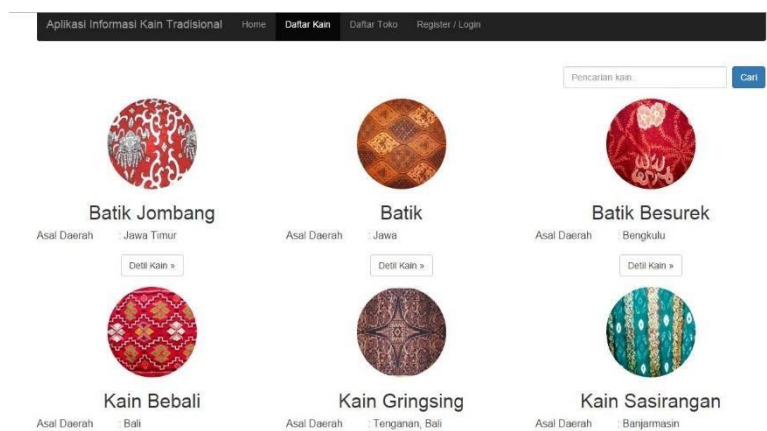 Aplikasi Informasi Kain Tradisional Home Daftar Kain Daftar Toko Register / Login
Pencarian kain.. Cari
Batik Jombang Batik Batik Besurek
Asal Daerah : Jawa Timur Asal Daerah : Jawa Asal Daerah : Bengkulu
Detil Kain » Detil Kain » Detil Kain »
Kain Bebali Kain Gringsing Kain Sasirangan
Asal Daerah : Bali Asal Daerah : Tenganan, Bali Asal Daerah : Banjarmasin